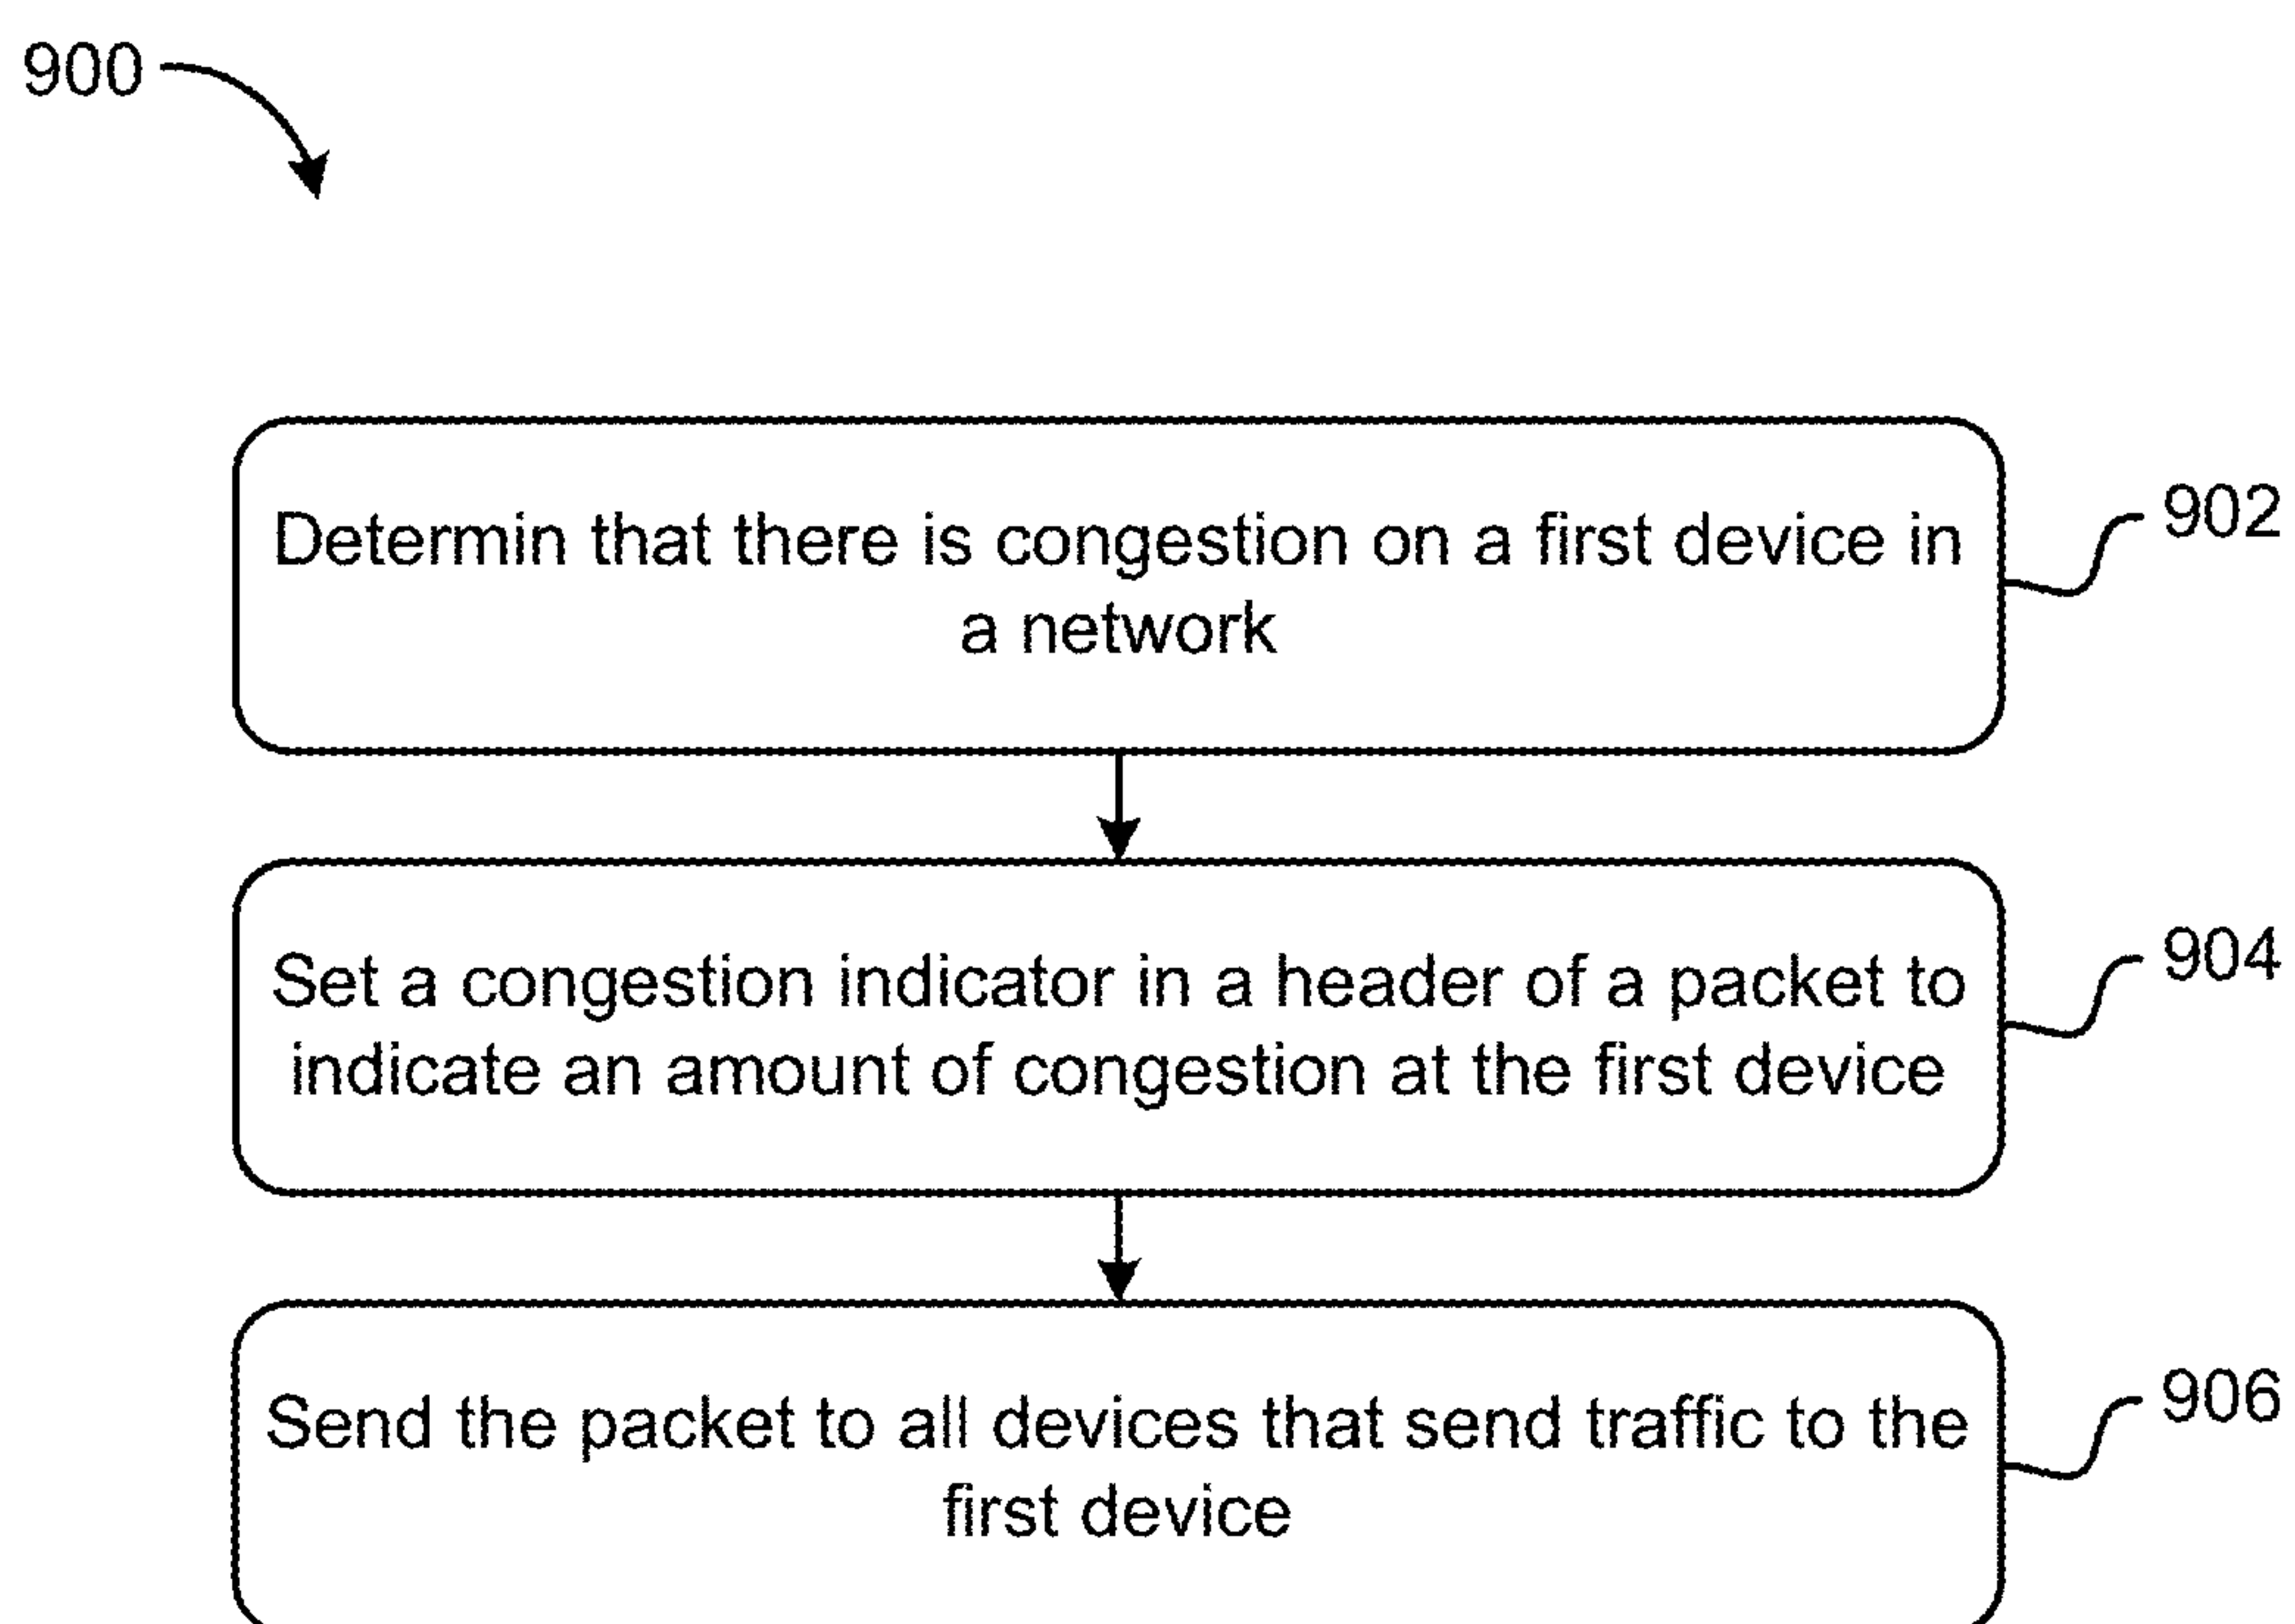 900
Determin that there is congestion on a first device in
a network
902
Set a congestion indicator in a header of a packet to
indicate an amount of congestion at the first device
904
Send the packet to all devices that send traffic to the
first device
906